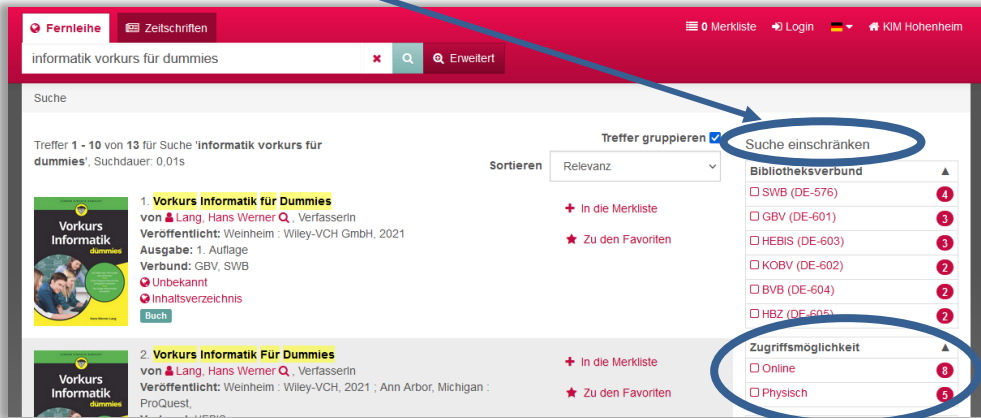 Fernleihe
Zeitschriften
0 Merkliste
Login
KIM Hohenheim
informatik vorkurs für dummies
Erweitert
Suche
Treffer 1 - 10 von 13 für Suche 'informatik vorkurs für
dummies', Suchdauer: 0,01s
Treffer gruppieren
Sortieren
Relevanz
Vorkurs
Informatik
dummies
Hans Werner Lang
1. Vorkurs Informatik für Dummies
von Lang, Hans Werner , VerfasserIn
Veröffentlicht: Weinheim : Wiley-VCH GmbH, 2021
Ausgabe: 1. Auflage
Verbund: GBV, SWB
Unbekannt
Inhaltsverzeichnis
Buch
In die Merkliste
Zu den Favoriten
Vorkurs
Informatik
dummies
2. Vorkurs Informatik Für Dummies
von Lang, Hans Werner , VerfasserIn
Veröffentlicht: Weinheim : Wiley-VCH, 2021 ; Ann Arbor, Michigan :
ProQuest,
In die Merkliste
Zu den Favoriten
Suche einschränken
Bibliotheksverbund
SWB (DE-576) 4
GBV (DE-601) 3
HEBIS (DE-603) 3
KOBV (DE-602) 2
BVB (DE-604) 2
HBZ (DE-605) 2
Zugriffsmöglichkeit
Online 8
Physisch 5